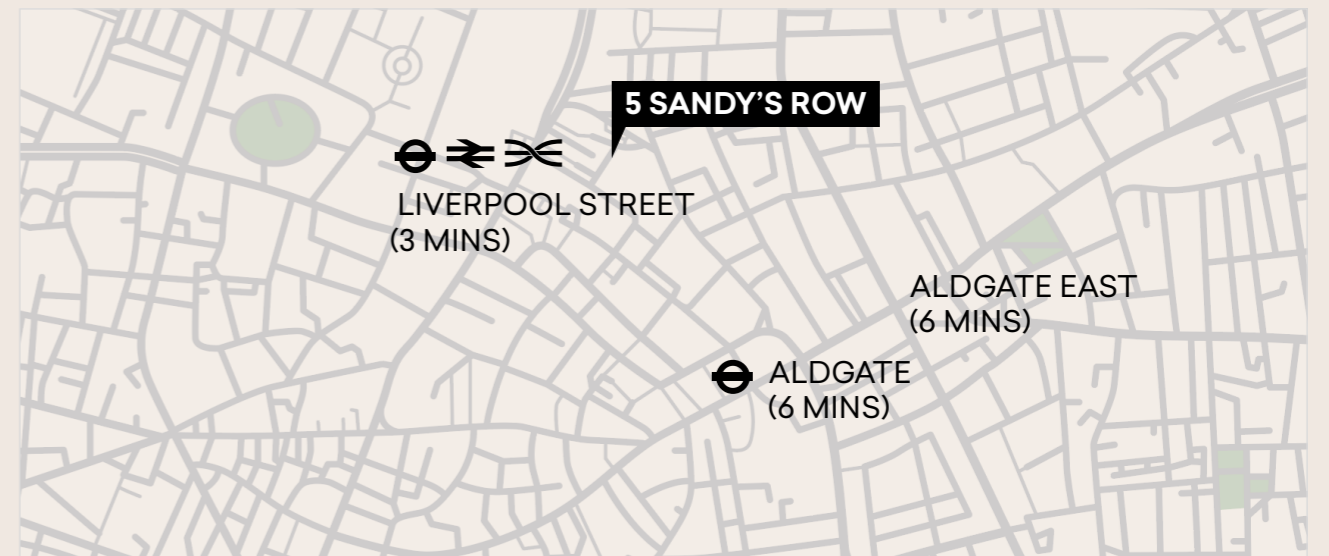 5 SANDY’S ROW
LIVERPOOL STREET
(3 MINS)
ALDGATE EAST
(6 MINS)
ALDGATE
(6 MINS)